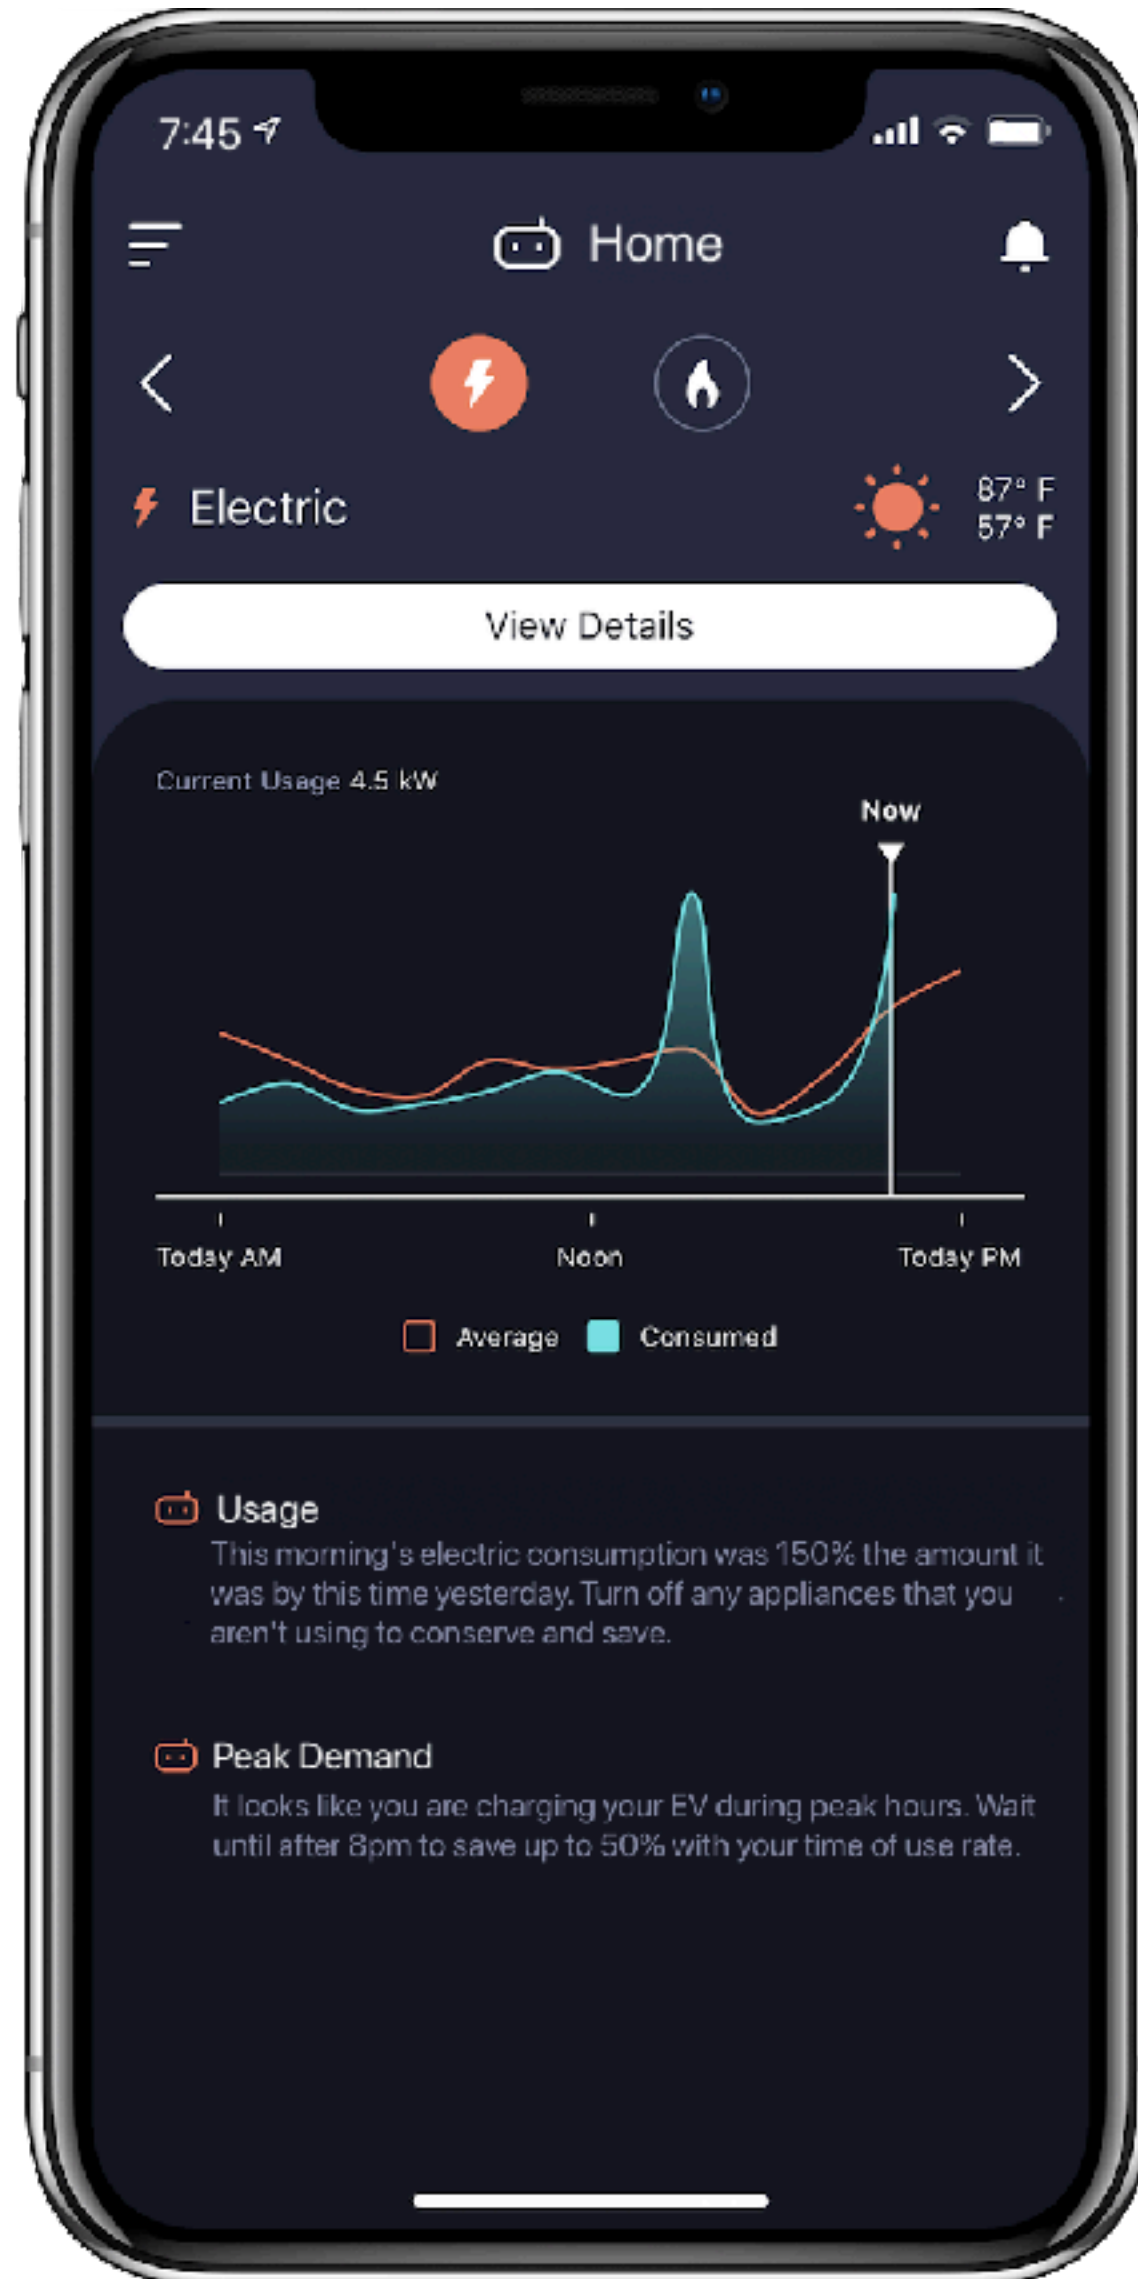 7:45
Home
Electric
87° F
57° F
View Details
Current Usage 4.5 kW
Now
Today AM
Noon
Today PM
Average
Consumed
Usage
This morning's electric consumption was 150% the amount it
was by this time yesterday. Turn off any appliances that you
aren't using to conserve and save.
Peak Demand
It looks like you are charging your EV during peak hours. Wait
until after 8pm to save up to 50% with your time of use rate.